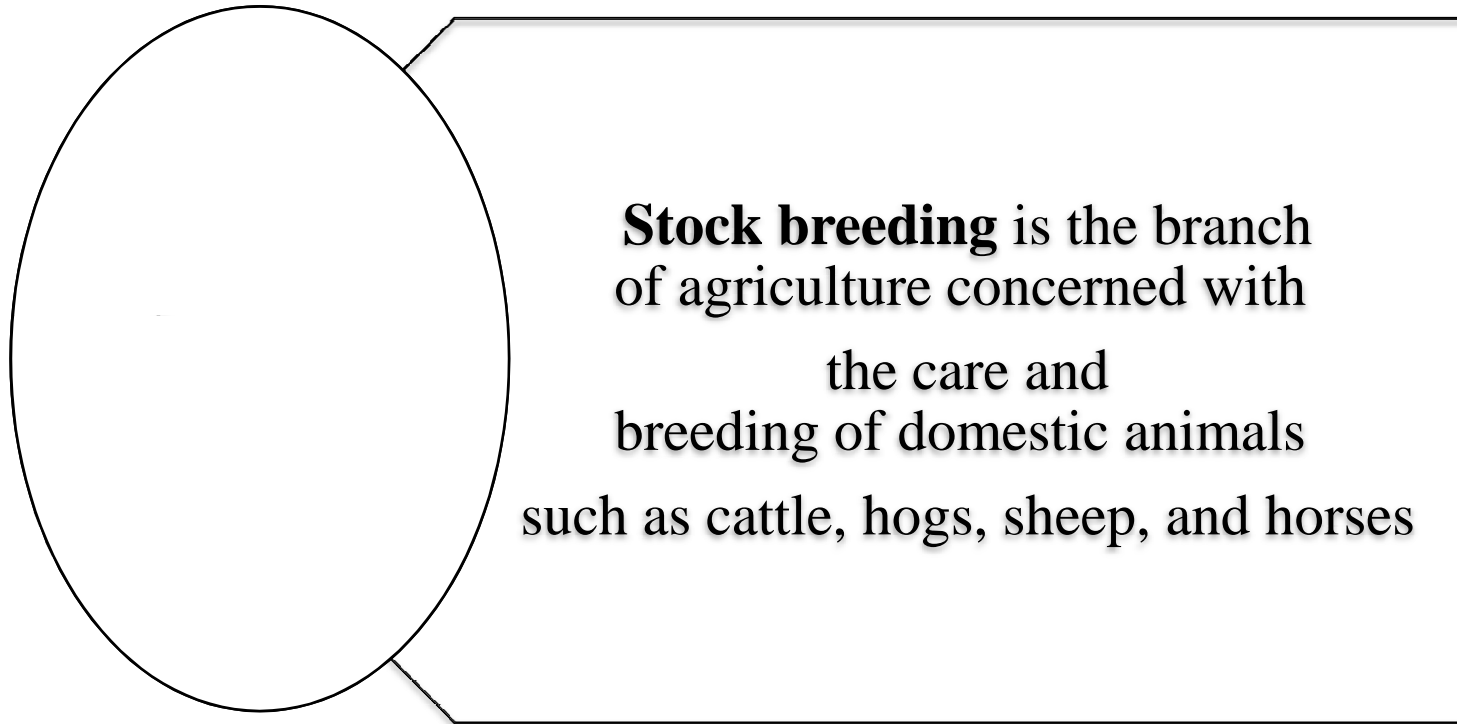 Stock breeding is the branch
of agriculture concerned with
the care and
breeding of domestic animals
such as cattle, hogs, sheep, and horses